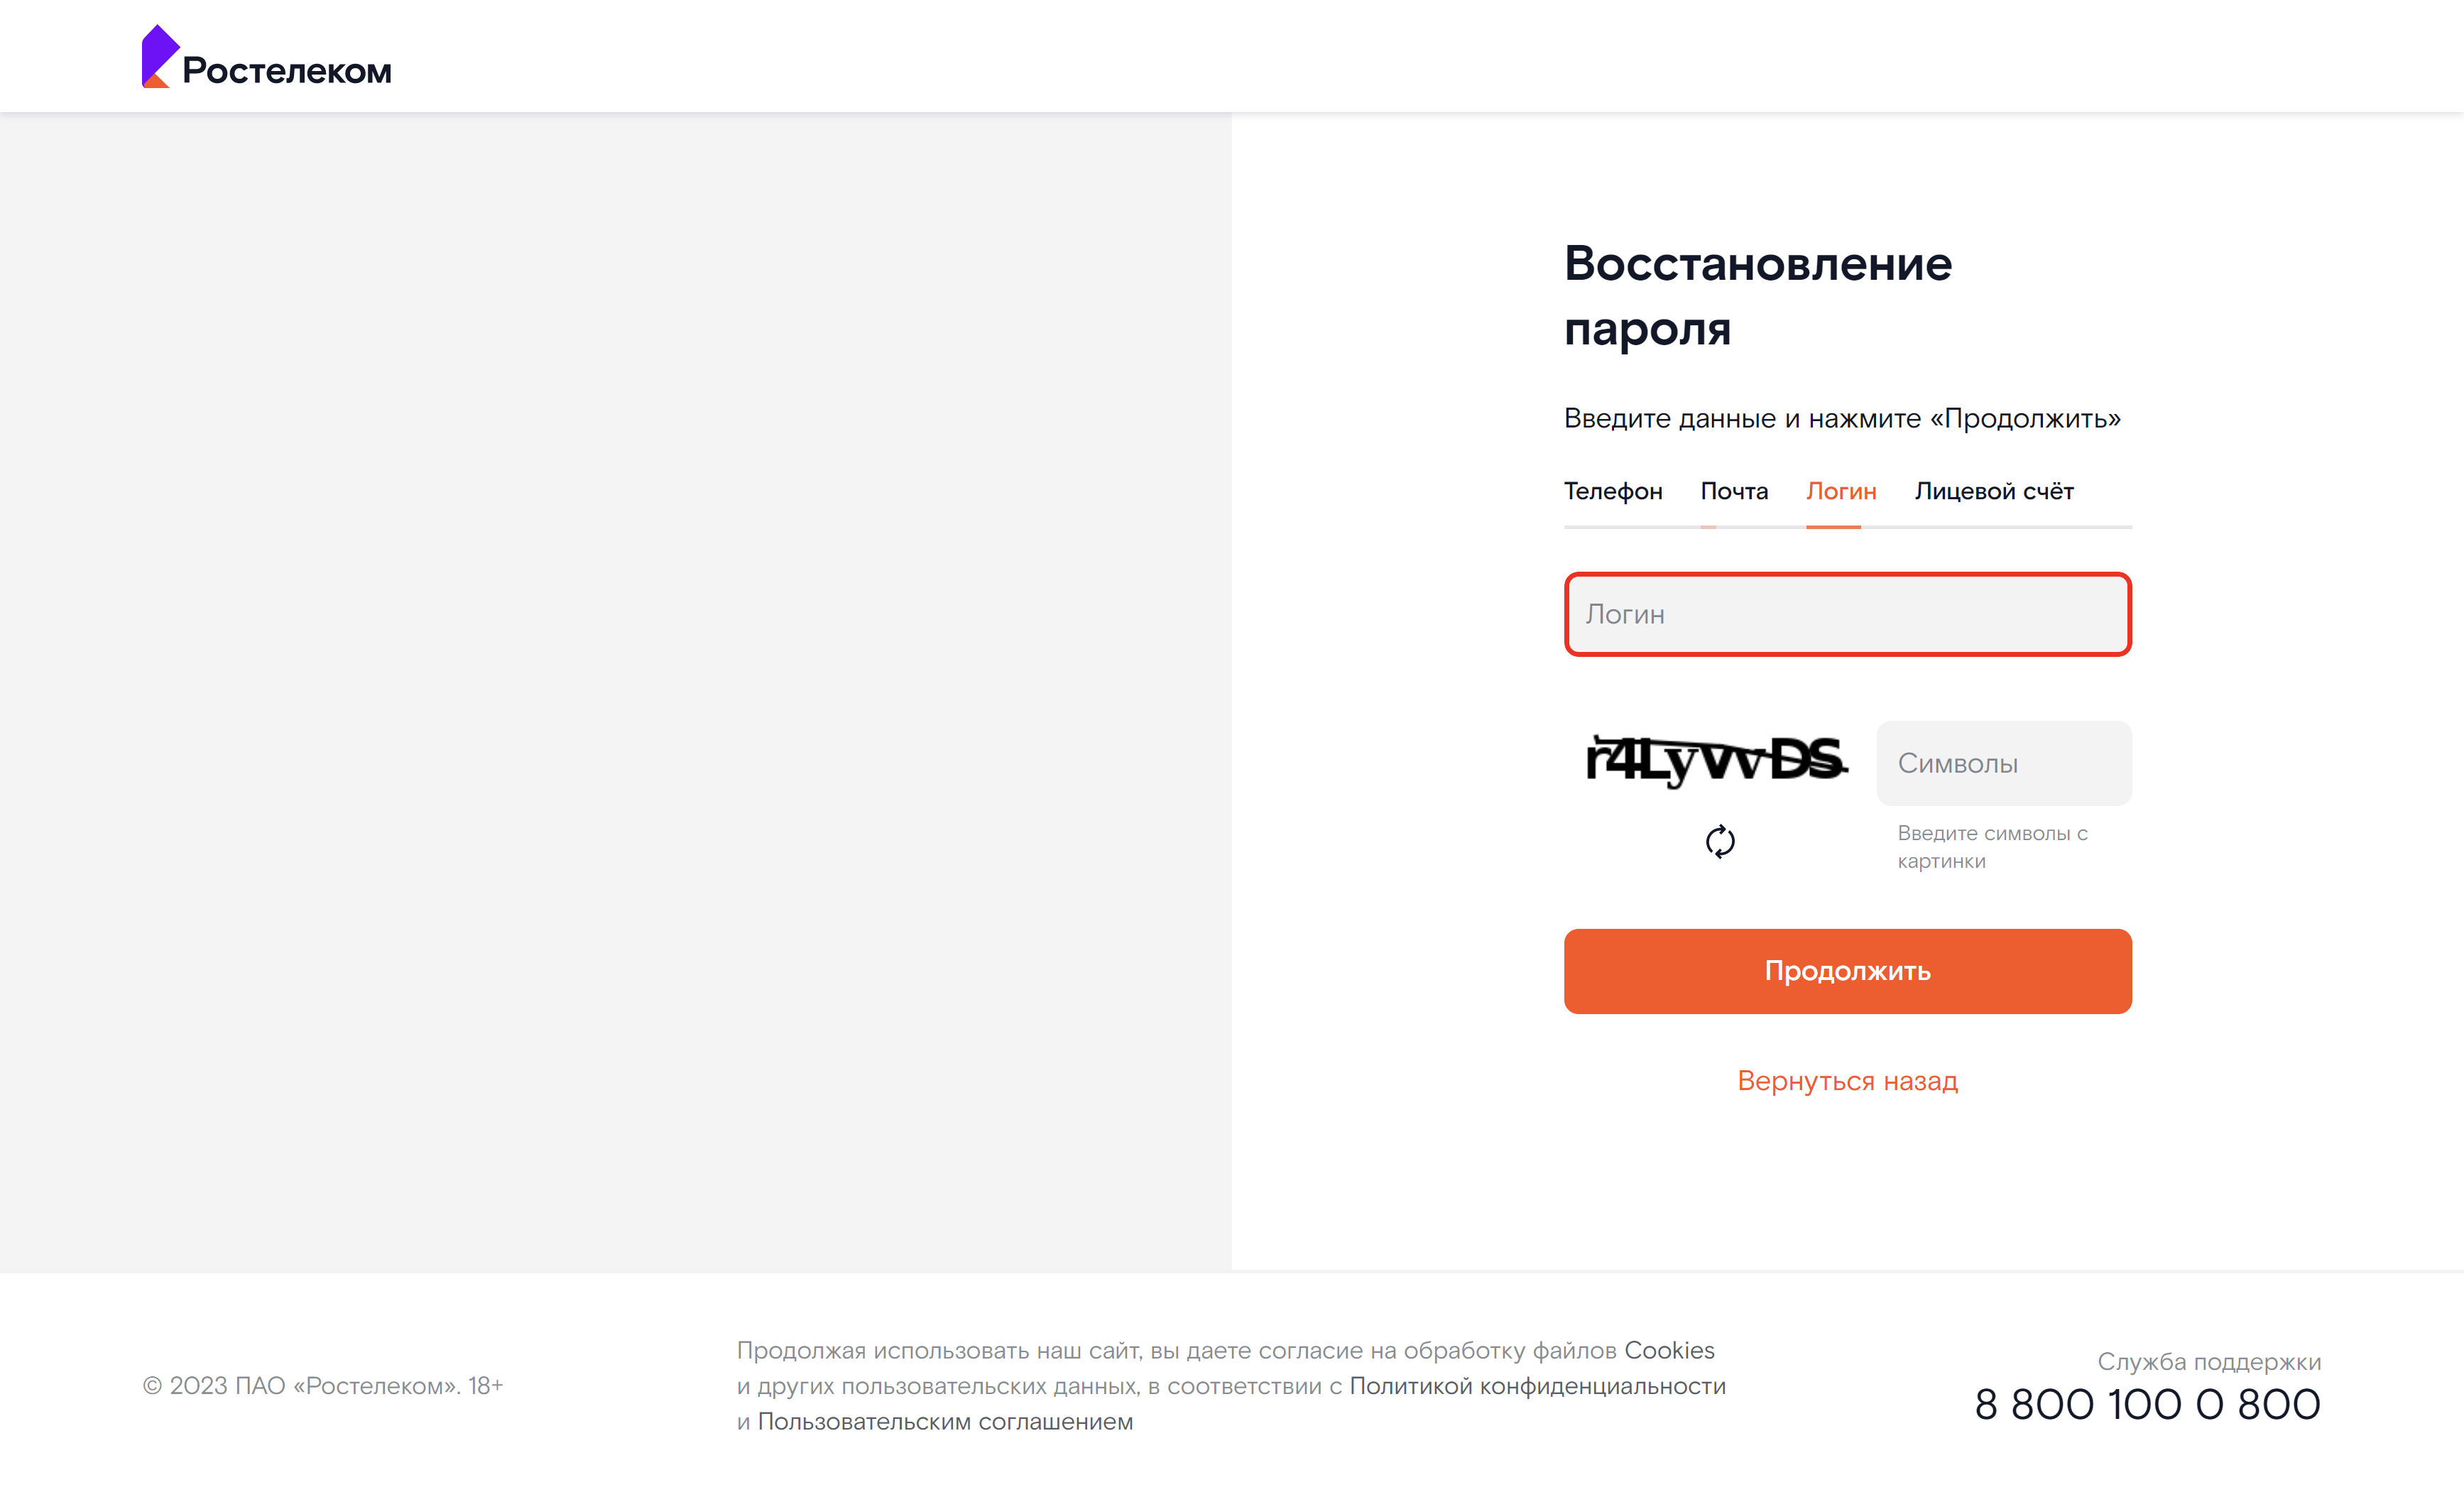 Ростелеком
Восстановление
пароля
Введите данные и нажмите «Продолжить»
Телефон Почта Логин Лицевой счёт
Логин
Символы
Введите символы с
картинки
Продолжить
Вернуться назад
© 2023 ПАО «Ростелеком». 18+
Продолжая использовать наш сайт, вы даете согласие на обработку файлов Cookies
и других пользовательских данных, в соответствии с Политикой конфиденциальности
и Пользовательским соглашением
Служба поддержки
8 800 100 0 800